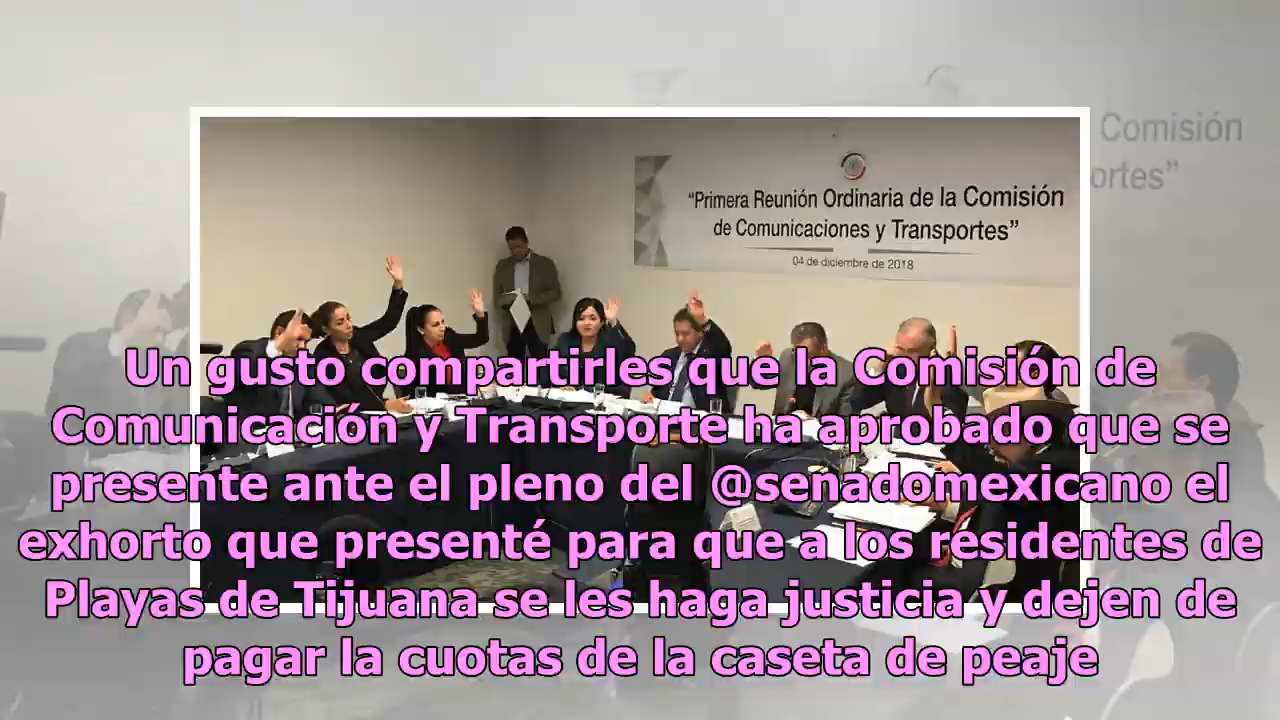 Comisión
ortes”
“Primera Reunión Ordinaria de la Comisión
de Comunicaciones y Transportes”
04 de diciembre de 2018
Un gusto compartirles que la Comisión de
Comunicación y Transporte ha aprobado que se
presente ante el pleno del @senadomexicano el
exhorto que presenté para que a los residentes de
Playas de Tijuana se les haga justicia y dejen de
pagar la cuotas de la caseta de peaje